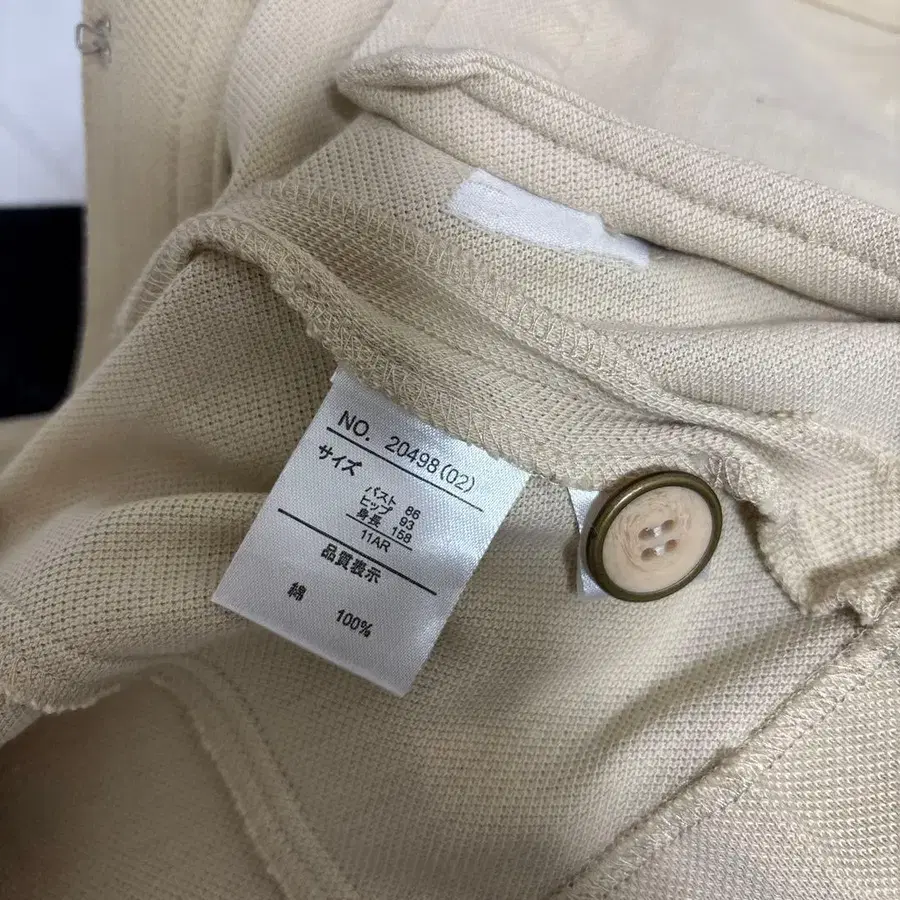 NO. 20498(02)
サイズ
バスト 86
ヒップ 93
身長 158
11AR
品質表示
綿 100%